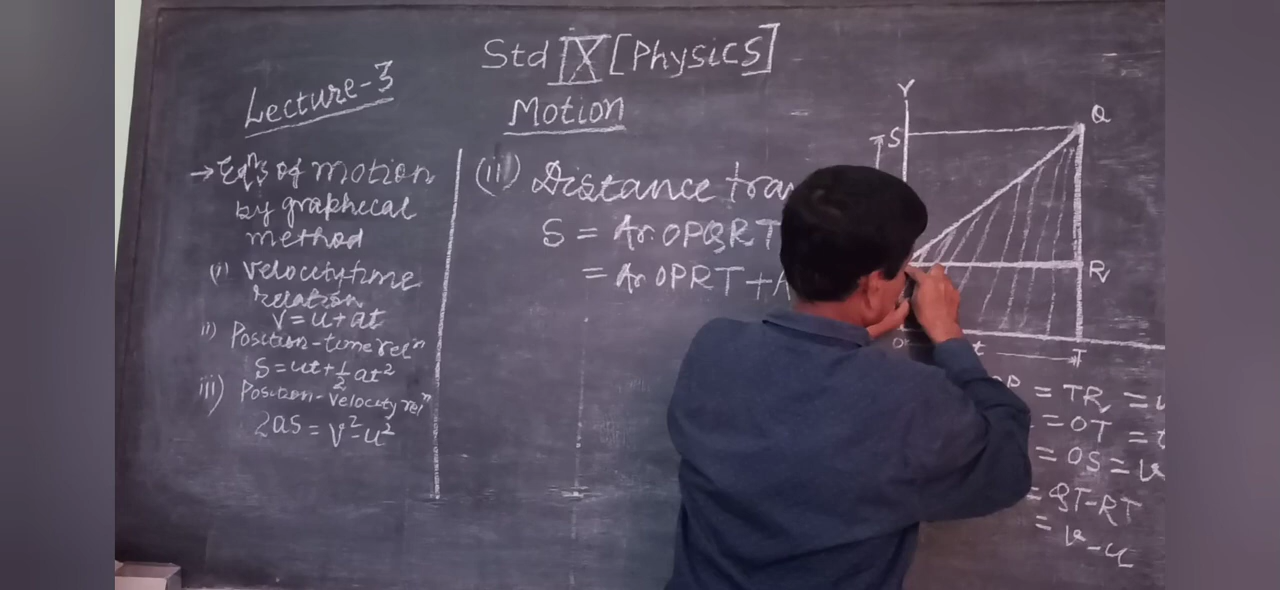 Std IX [Physics]
Lecture-3
Motion
→ Eqⁿs of motion
by graphical
method
(i) velocity time
relation
v = u + at
ii) Position-time relⁿ
S = ut + 1/2 at²
iii) Position-velocity relⁿ
2as = v² - u²
(ii) Distance
S = Ar. OPQRT
= Ar OPRT +
Y
S
Q
R
O
t
T
= TR =
= OT = t
= OS = v
= QT - RT
= v - u